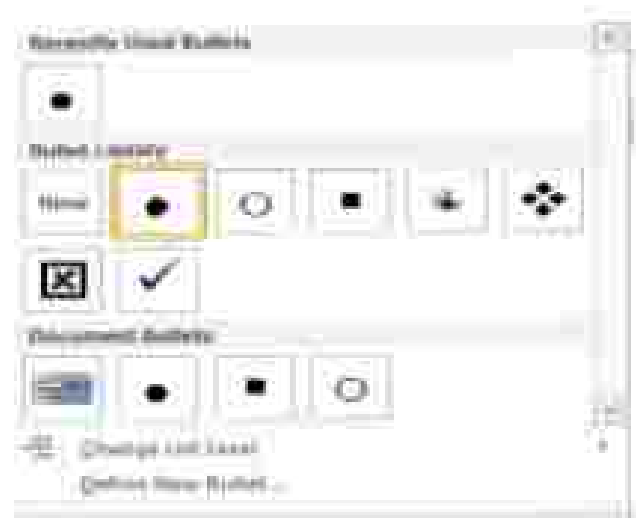 Recently Used Bullets
Bullet Library
None
Document Bullets
Change List Level
Define New Bullet...